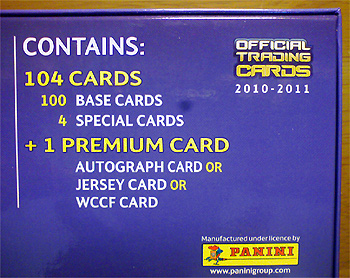 CONTAINS:
104 CARDS
100 BASE CARDS
4 SPECIAL CARDS
+ 1 PREMIUM CARD
AUTOGRAPH CARD OR
JERSEY CARD OR
WCCF CARD
OFFICIAL
TRADING
CARDS
2010-2011
Manufactured under licence by
PANINI
www.paninigroup.com